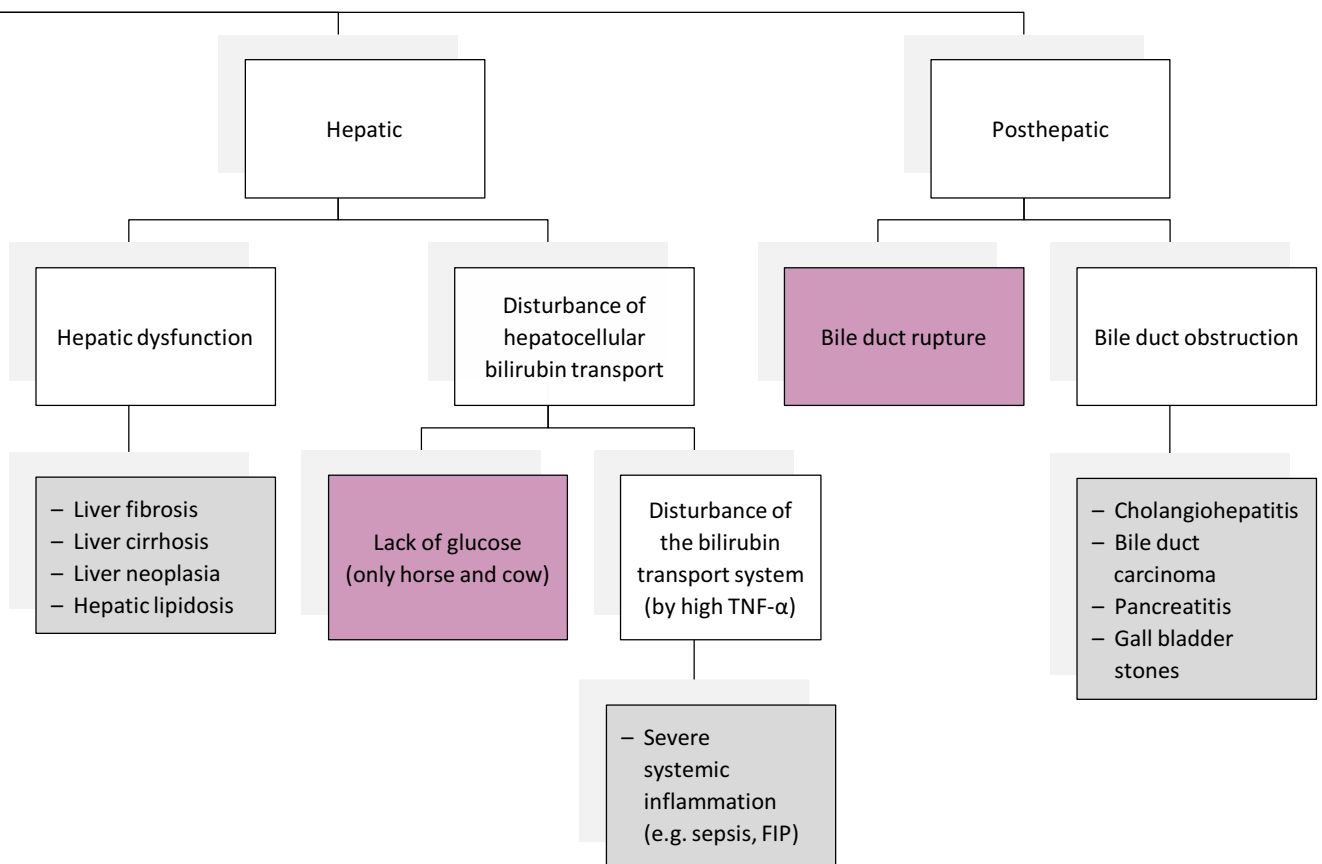 Hepatic
Posthepatic
Hepatic dysfunction
Disturbance of
hepatocellular
bilirubin transport
Bile duct rupture
Bile duct obstruction
– Liver fibrosis
– Liver cirrhosis
– Liver neoplasia
– Hepatic lipidosis
Lack of glucose
(only horse and cow)
Disturbance of
the bilirubin
transport system
(by high TNF-α)
– Cholangiohepatitis
– Bile duct
carcinoma
– Pancreatitis
– Gall bladder
stones
– Severe
systemic
inflammation
(e.g. sepsis, FIP)